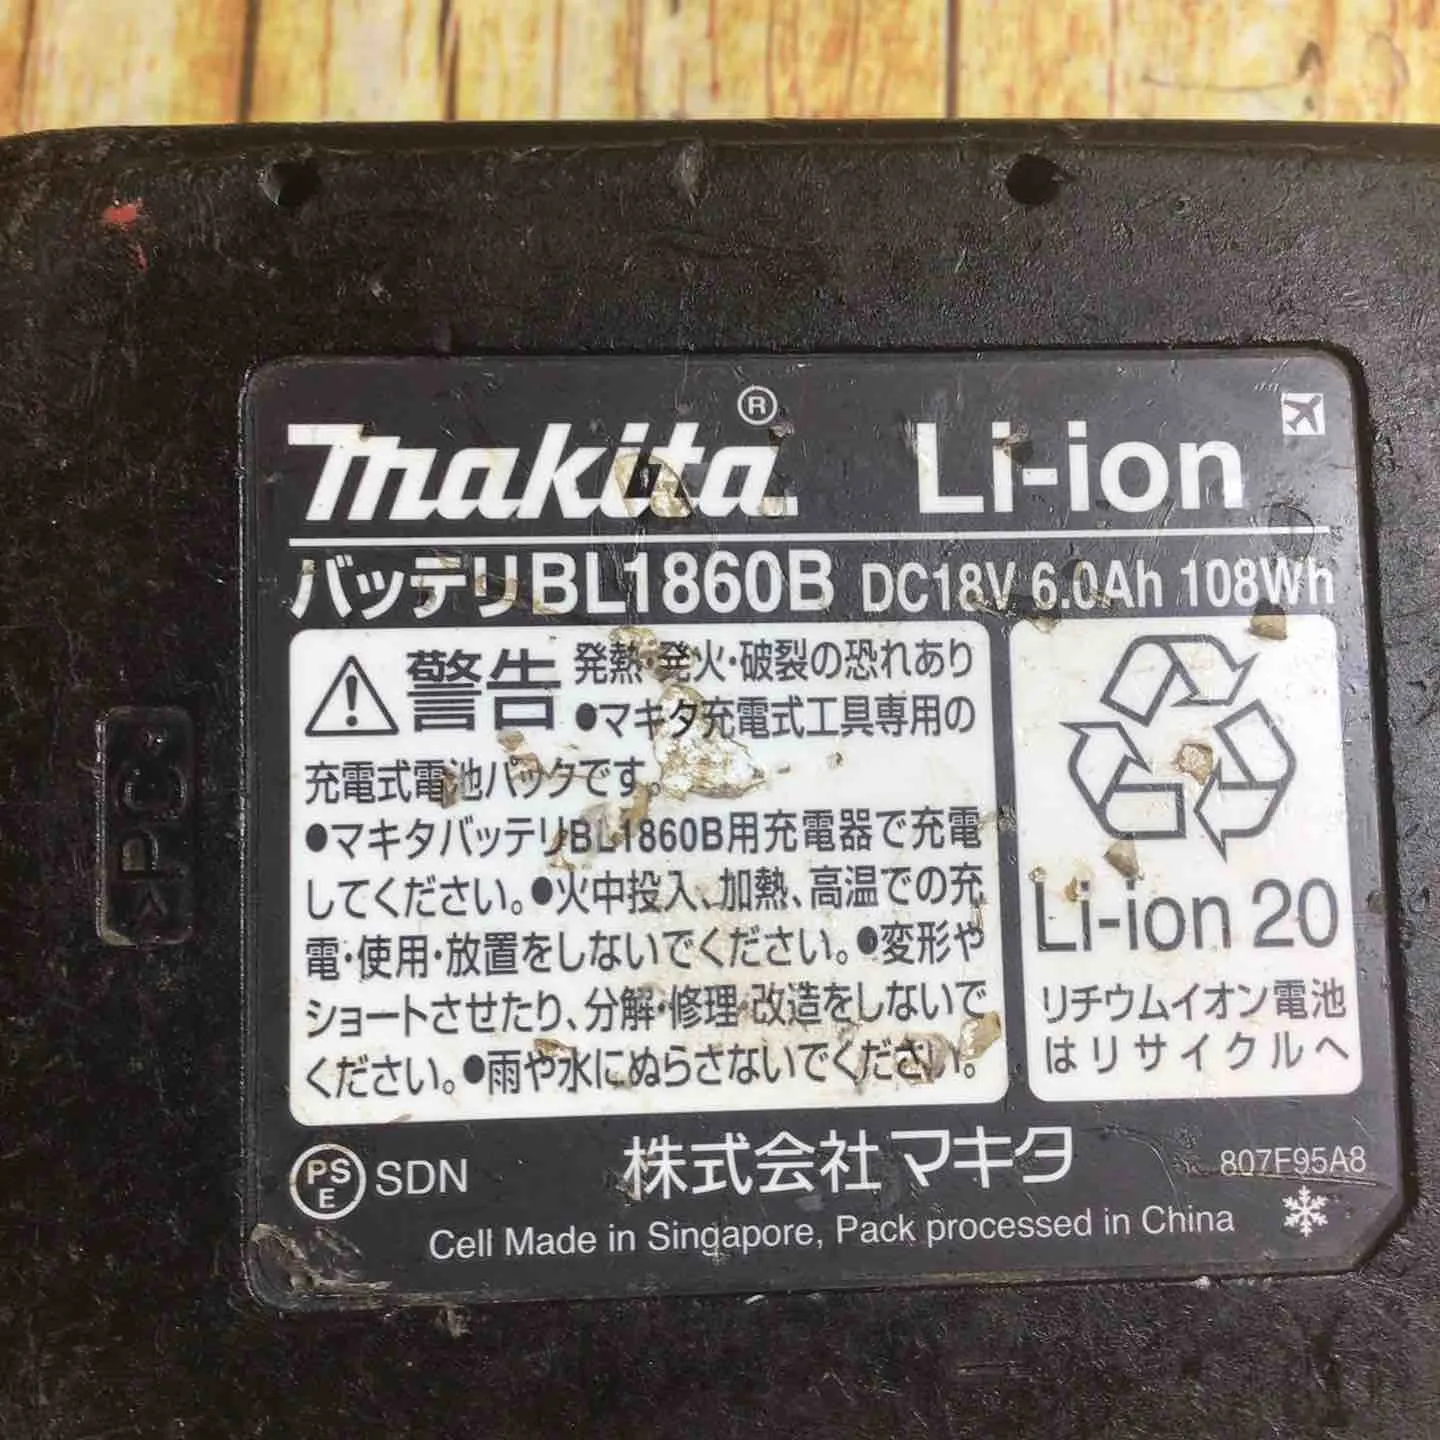 makita® Li-ion
バッテリBL1860B DC18V 6.0Ah 108Wh
警告 発熱・発火・破裂の恐れあり
●マキタ充電式工具専用の
充電式電池パックです。
●マキタバッテリBL1860B用充電器で充電
してください。●火中投入、加熱、高温での充
電・使用・放置をしないでください。●変形や
ショートさせたり、分解・修理・改造をしないで
ください。●雨や水にぬらさないでください。
Li-ion 20
リチウムイオン電池
はリサイクルへ
PSE SDN
株式会社マキタ
807F95A8
Cell Made in Singapore, Pack processed in China
>PC<